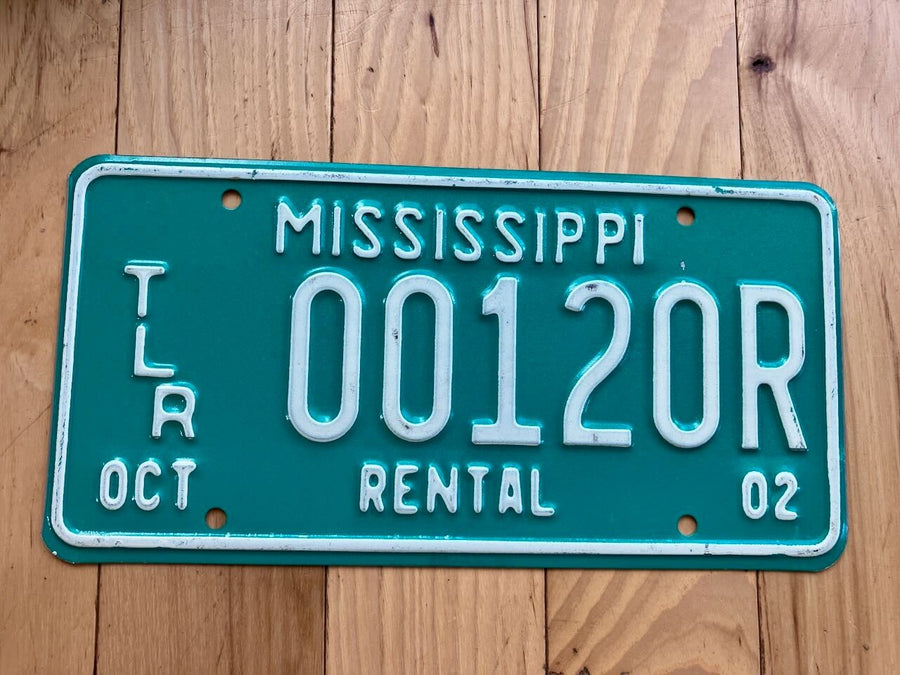 MISSISSIPPI
TLR 00120R
OCT RENTAL 02